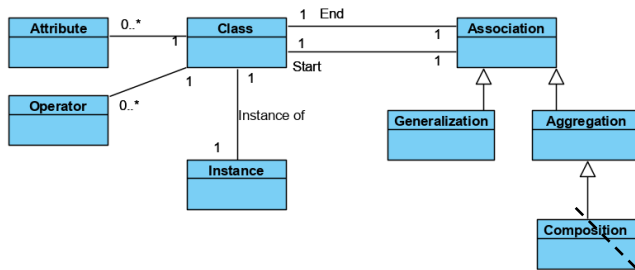 Attribute
0..*
1
Class
1
End
1
Association
1
Start
1
Operator
0..*
1
1
Instance of
1
Instance
Generalization
Aggregation
Composition